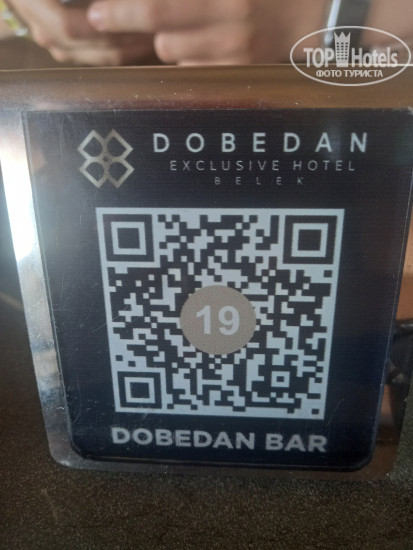 TOP Hotels
ФОТО ТУРИСТА
DOBEDAN
EXCLUSIVE HOTEL
BELEK
19
DOBEDAN BAR